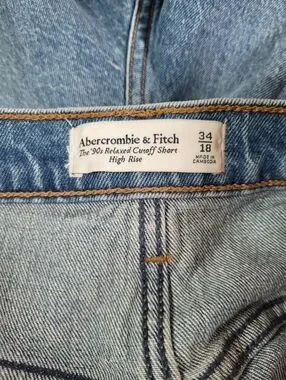 Abercrombie & Fitch
The '90s Relaxed Cutoff Short
High Rise
34
18
MADE IN
CAMBODIA